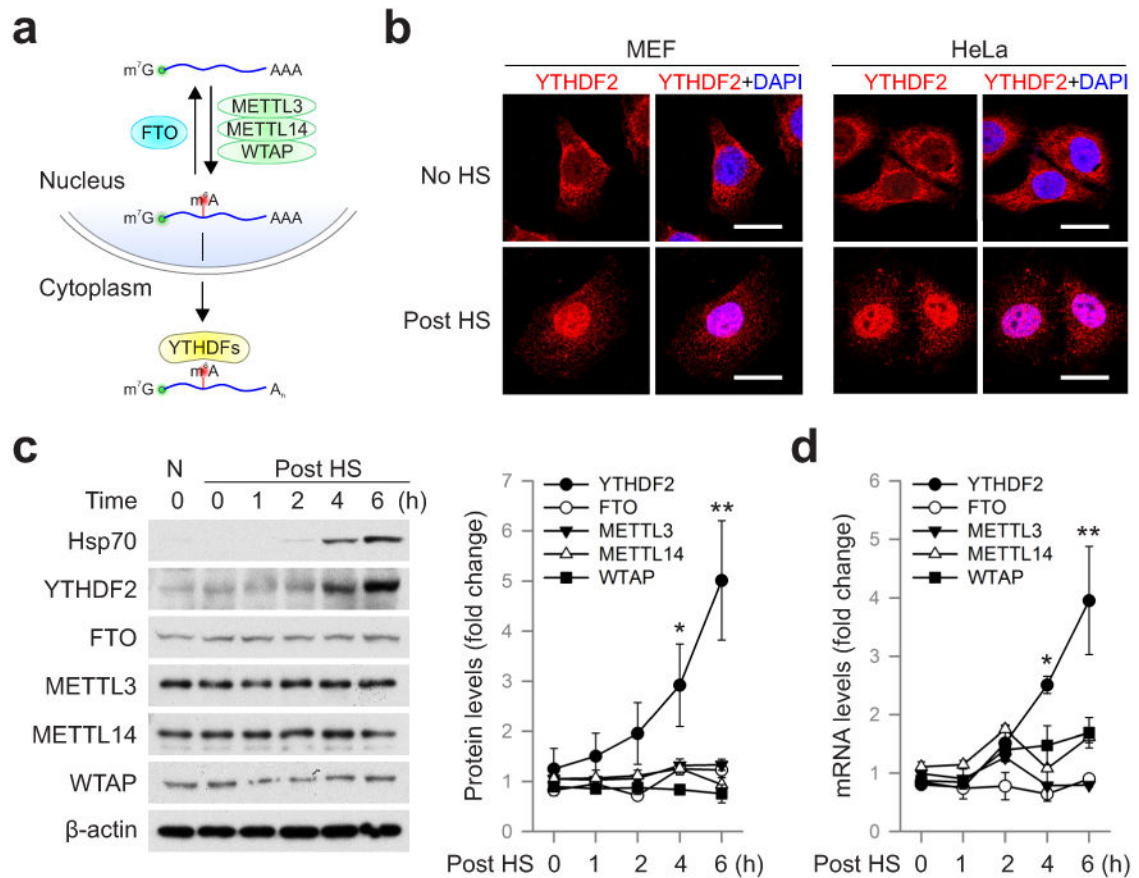 a
m⁷G AAA
FTO
METTL3
METTL14
WTAP
Nucleus
m⁶A
m⁷G AAA
Cytoplasm
YTHDFs
m⁶A
m⁷G Aₙ
b
MEF HeLa
YTHDF2 YTHDF2+DAPI YTHDF2 YTHDF2+DAPI
No HS
Post HS
c
N Post HS
Time 0 0 1 2 4 6 (h)
Hsp70
YTHDF2
FTO
METTL3
METTL14
WTAP
β-actin
Protein levels (fold change)
7
6
5
4
3
2
1
0
YTHDF2
FTO
METTL3
METTL14
WTAP
*
**
Post HS 0 1 2 4 6 (h)
d
mRNA levels (fold change)
6
5
4
3
2
1
0
YTHDF2
FTO
METTL3
METTL14
WTAP
*
**
Post HS 0 1 2 4 6 (h)